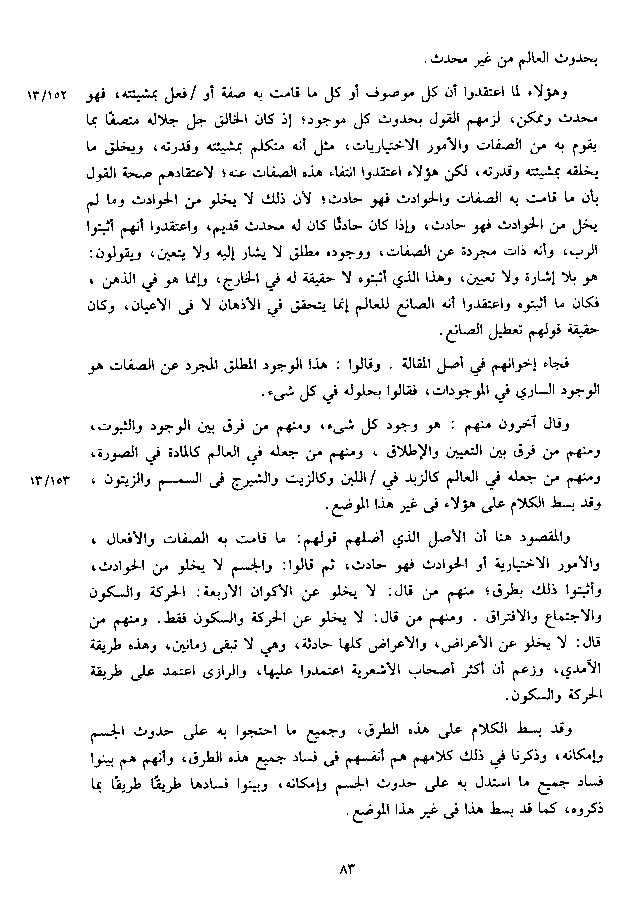 بحدوث العالم من غير محدث .
وهؤلاء لما اعتقدوا أن كل موصوف أو كل ما قامت به صفة أو / فعل بمشيئته، فهو ١٣/١٥٢
محدث وممكن، لزمهم القول بحدوث كل موجود؛ إذ كان الخالق جل جلاله متصفًا بما
يقوم به من الصفات والأمور الاختياريات، مثل أنه متكلم بمشيئته وقدرته، ويخلق ما
يخلقه بمشيئته وقدرته، لكن هؤلاء اعتقدوا انتفاء هذه الصفات عنه؛ لاعتقادهم صحة القول
بأن ما قامت به الصفات والحوادث فهو حادث؛ لأن ذلك لا يخلو من الحوادث وما لم
يخل من الحوادث فهو حادث، وإذا كان حادثًا كان له محدث قديم، واعتقدوا أنهم أثبتوا
الرب، وأنه ذات مجردة عن الصفات، ووجوده مطلق لا يشار إليه ولا يتعين، ويقولون:
هو بلا إشارة ولا تعيين، وهذا الذي أثبتوه لا حقيقة له في الخارج، وإنما هو في الذهن ،
فكان ما أثبتوه واعتقدوا أنه الصانع للعالم إنما يتحقق في الأذهان لا فى الأعيان، وكان
حقيقة قولهم تعطيل الصانع.
فجاء إخوانهم في أصل المقالة . وقالوا : هذا الوجود المطلق المجرد عن الصفات هو
الوجود الساري في الموجودات، فقالوا بحلوله في كل شىء.
وقال آخرون منهم : هو وجود كل شىء، ومنهم من فرق بين الوجود والثبوت،
ومنهم من فرق بين التعيين والإطلاق ، ومنهم من جعله في العالم كالمادة في الصورة،
ومنهم من جعله في العالم كالزبد في / اللبن وكالزيت والشيرج فى السمسم والزيتون ، ١٣/١٥٣
وقد بسط الكلام على هؤلاء فى غير هذا الموضع.
والمقصود هنا أن الأصل الذي أضلهم قولهم: ما قامت به الصفات والأفعال ،
والأمور الاختيارية أو الحوادث فهو حادث، ثم قالوا: والجسم لا يخلو من الحوادث،
وأثبتوا ذلك بطرق؛ منهم من قال: لا يخلو عن الأكوان الأربعة: الحركة والسكون
والاجتماع والافتراق . ومنهم من قال: لا يخلو عن الحركة والسكون فقط. ومنهم من
قال: لا يخلو عن الأعراض، والأعراض كلها حادثة، وهي لا تبقى زمانين، وهذه طريقة
الآمدي، وزعم أن أكثر أصحاب الأشعرية اعتمدوا عليها، والرازى اعتمد على طريقة
الحركة والسكون.
وقد بسط الكلام على هذه الطرق، وجميع ما احتجوا به على حدوث الجسم
وإمكانه، وذكرنا في ذلك كلامهم هم أنفسهم فى فساد جميع هذه الطرق، وأنهم هم بينوا
فساد جميع ما استدل به على حدوث الجسم وإمكانه، وبينوا فسادها طريقًا طريقًا بما
ذكروه، كما قد بسط هذا فى غير هذا الموضع.
٨٣